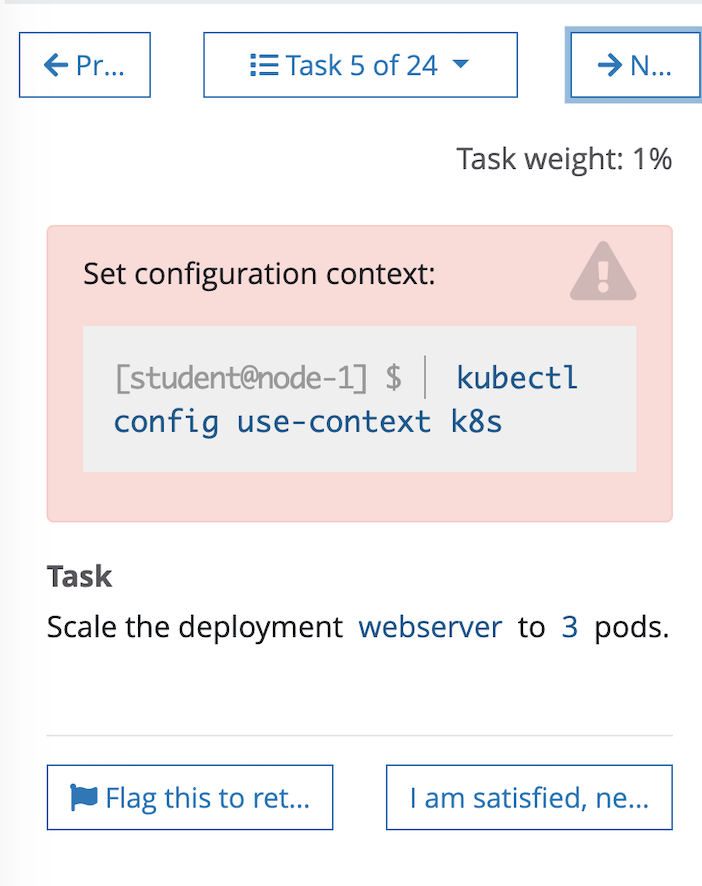 Pr...
Task 5 of 24
N...
Task weight: 1%
Set configuration context:
[student@node-1] $ | kubectl
config use-context k8s
Task
Scale the deployment webserver to 3 pods.
Flag this to ret...
I am satisfied, ne...